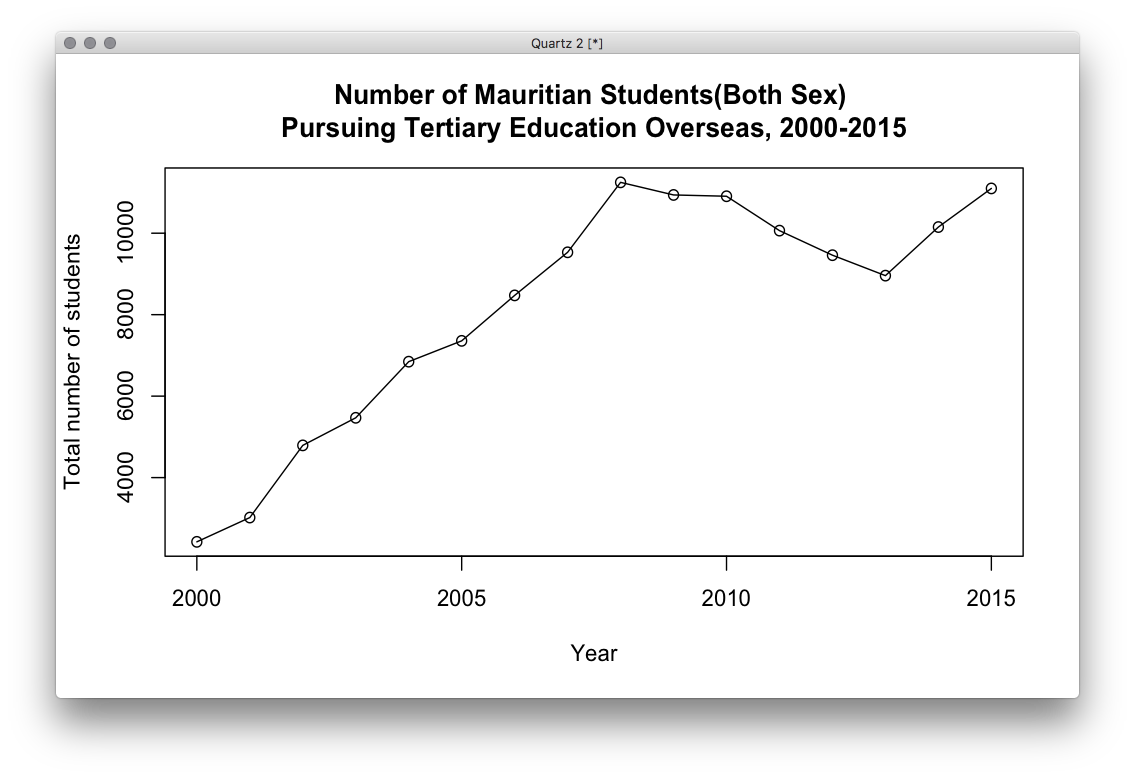 Quartz 2 [*]
Number of Mauritian Students(Both Sex)
Pursuing Tertiary Education Overseas, 2000-2015
Total number of students
10000
8000
6000
4000
2000 2005 2010 2015
Year